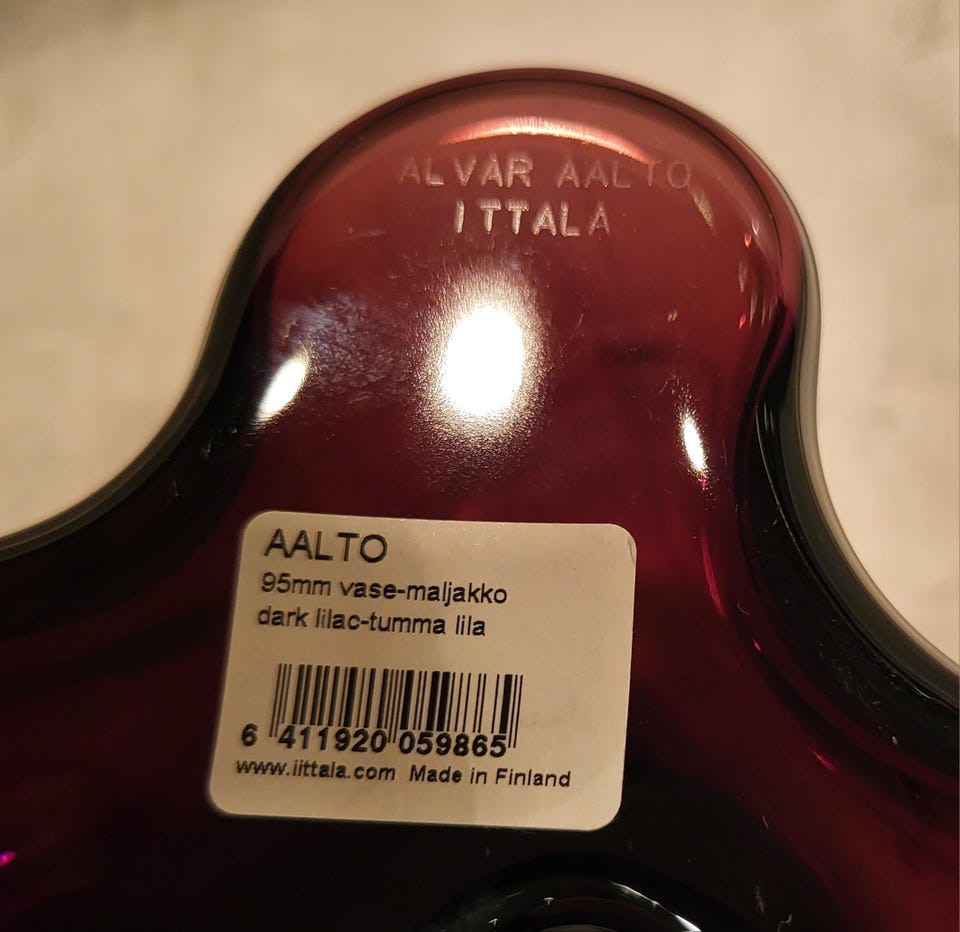 ALVAR AALTO
IITTALA
AALTO
95mm vase-maljakko
dark lilac-tumma lila
6 411920 059865
www.iittala.com Made in Finland